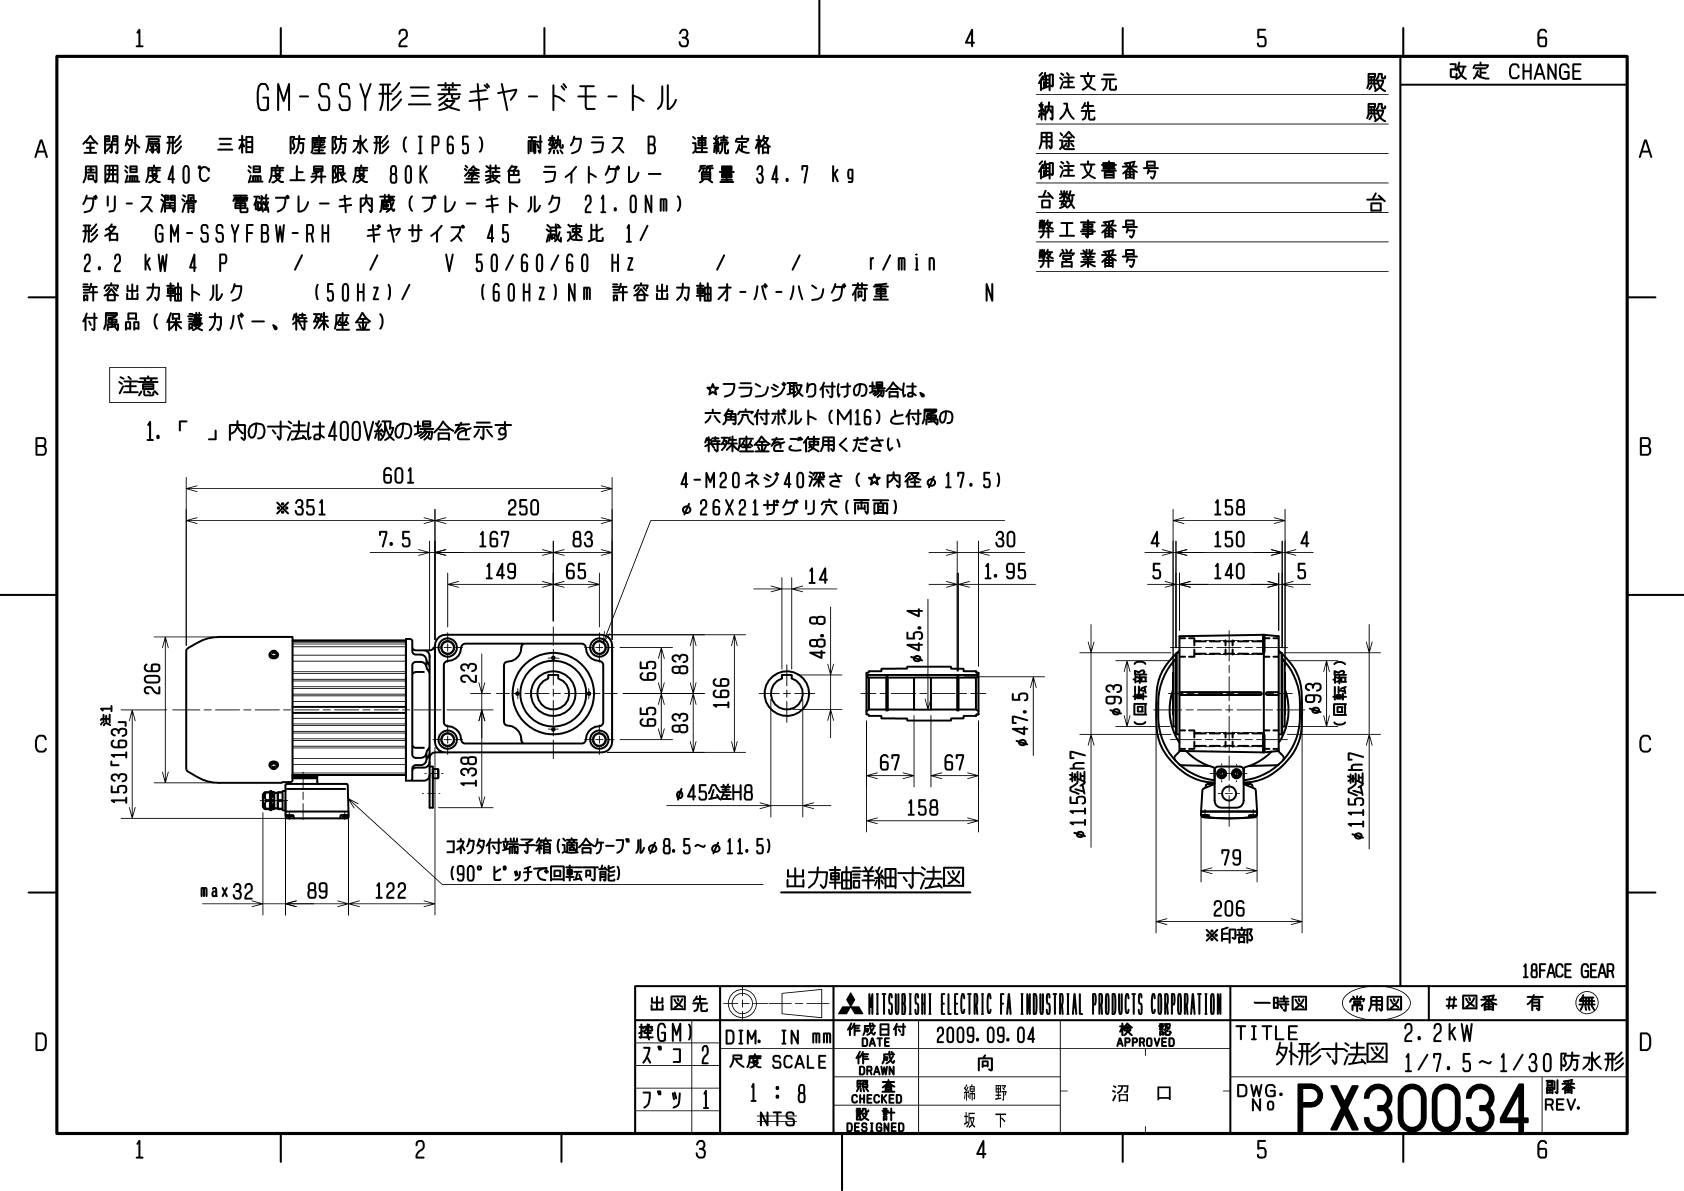 1 2 3 4 5 6
A
B
C
D
A
B
C
D
GM-SSY形三菱ギヤードモートル
全閉外扇形 三相 防塵防水形(IP65) 耐熱クラス B 連続定格
周囲温度40℃ 温度上昇限度 80K 塗装色 ライトグレー 質量 34.7 kg
グリース潤滑 電磁ブレーキ内蔵(ブレーキトルク 21.0Nm)
形名 GM-SSYFBW-RH ギヤサイズ 45 減速比 1/
2.2 kW 4 P / / V 50/60/60 Hz / / r/min
許容出力軸トルク (50Hz)/ (60Hz)Nm 許容出力軸オーバーハング荷重 N
付属品(保護カバー、特殊座金)
御注文元 殿
納入先 殿
用途
御注文書番号
台数 台
弊工事番号
弊営業番号
改定 CHANGE
注意
1.「 」内の寸法は400V級の場合を示す
☆フランジ取り付けの場合は、
六角穴付ボルト(M16)と付属の
特殊座金をご使用ください
4-M20ネジ40深さ(☆内径φ17.5)
φ26X21ザグリ穴(両面)
601
※351 250
7.5 167 83
149 65
206
153「163」
注1
23
138
65 83
65 83
166
max32 89 122
コネクタ付端子箱(適合ケーブルφ8.5～φ11.5)
(90°ピッチで回転可能)
14
48.8
φ45公差H8
30
1.95
φ45.4
φ47.5
67 67
158
出力軸詳細寸法図
158
4 150 4
5 140 5
φ93
(回転部)
φ93
(回転部)
φ115公差h7
φ115公差h7
79
206
※印部
18FACE GEAR
出図先
控GM)
スﾞコ 2
フﾞツ 1
DIM. IN mm
尺度 SCALE
1 : 8
NTS
MITSUBISHI ELECTRIC FA INDUSTRIAL PRODUCTS CORPORATION
作成日付
DATE
2009.09.04
作 成
DRAWN
向
照 査
CHECKED
綿 野
設 計
DESIGNED
坂 下
検 認
APPROVED
沼 口
一時図 常用図 #図番 有 無
TITLE
外形寸法図
2.2kW
1/7.5～1/30防水形
DWG.
No
PX30034
副番
REV.
1 2 3 4 5 6